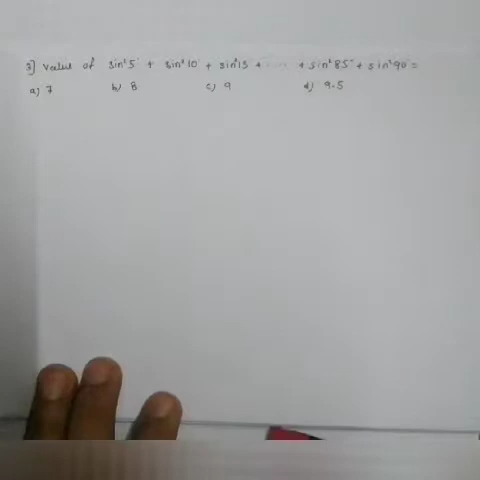 3] Value of sin²5° + sin²10° + sin²15 + ..... + sin²85° + sin²90° =
a) 7 b) 8 c) 9 d) 9.5